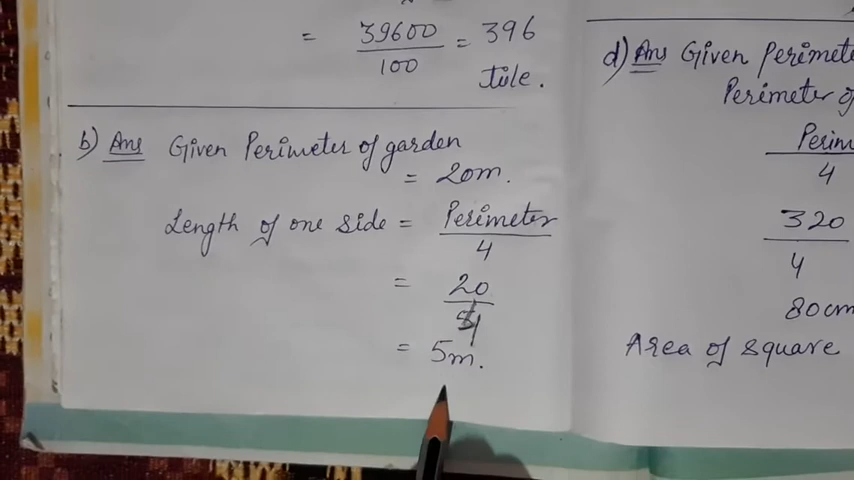 = 39600 / 100 = 396
tile.
b) Ans Given Perimeter of garden
= 20m.
Length of one side = Perimeter / 4
= 20 / 4
= 5m.
d) Ans Given Perimeter
Perimeter of
Perim
4
320
4
80cm
Area of square